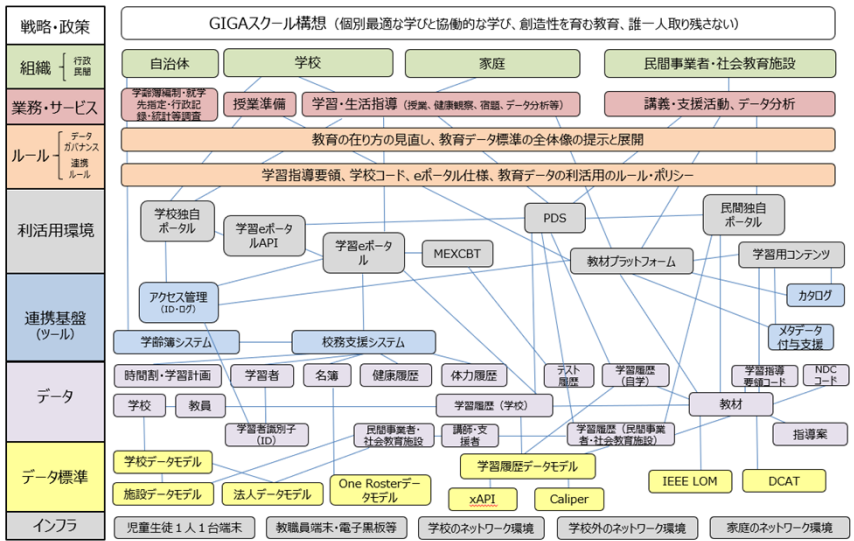 戦略・政策
GIGAスクール構想（個別最適な学びと協働的な学び、創造性を育む教育、誰一人取り残さない）
組織
行政
民間
自治体
学校
家庭
民間事業者・社会教育施設
業務・サービス
学齢簿編制・就学
先指定・行政記
録・統計等調査
授業準備
学習・生活指導（授業、健康観察、宿題、データ分析等）
講義・支援活動、データ分析
ルール
データ
ガバナンス
連携
ルール
教育の在り方の見直し、教育データ標準の全体像の提示と展開
学習指導要領、学校コード、eポータル仕様、教育データの利活用のルール・ポリシー
利活用環境
学校独自
ポータル
学習eポータ
ルAPI
学習eポータ
ル
MEXCBT
PDS
教材プラットフォーム
民間独自
ポータル
学習用コンテンツ
連携基盤
（ツール）
アクセス管理
（ID・ログ）
カタログ
メタデータ
付与支援
学齢簿システム
校務支援システム
データ
時間割・学習計画
学習者
名簿
健康履歴
体力履歴
テスト
履歴
学習履歴
（自学）
学習指導
要領コード
NDC
コード
学校
教員
学習履歴（学校）
教材
学習者識別子
（ID）
民間事業者・
社会教育施設
講師・支
援者
学習履歴（民間事業
者・社会教育施設）
指導案
データ標準
学校データモデル
施設データモデル
法人データモデル
One Rosterデー
タモデル
学習履歴データモデル
xAPI
Caliper
IEEE LOM
DCAT
インフラ
児童生徒１人１台端末
教職員端末・電子黒板等
学校のネットワーク環境
学校外のネットワーク環境
家庭のネットワーク環境